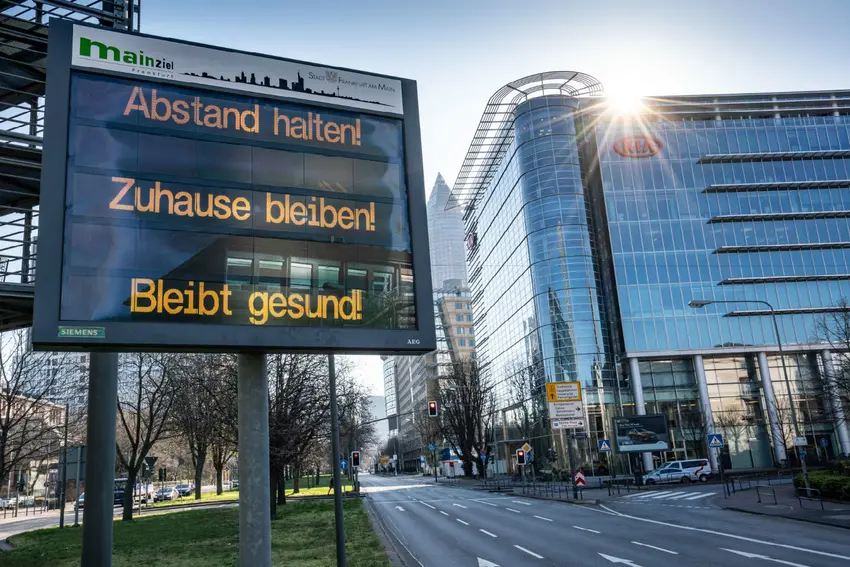 mainziel
Frankfurt
STADT FRANKFURT AM MAIN
Abstand halten!
Zuhause bleiben!
Bleibt gesund!
SIEMENS
AEG
KIA